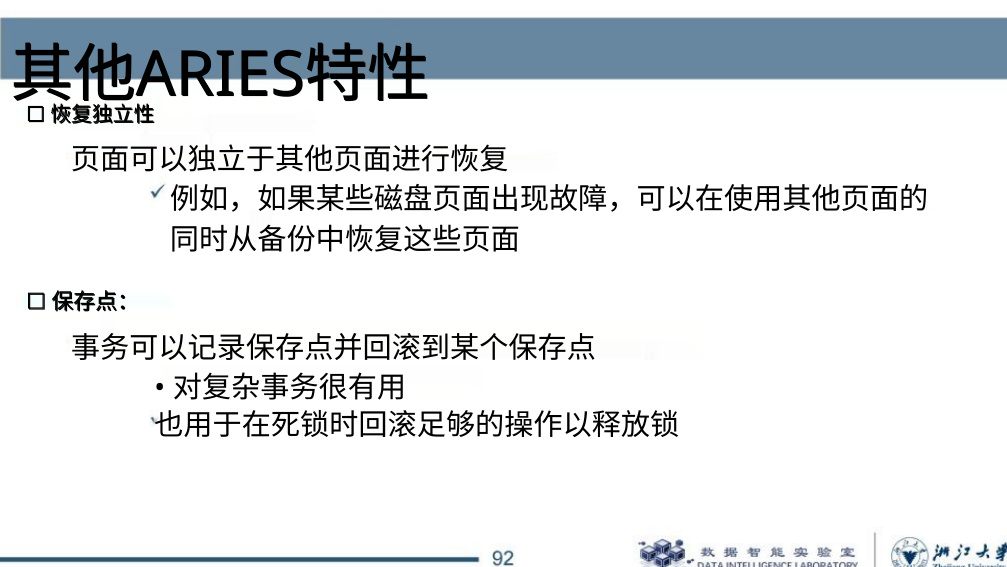 其他ARIES特性
□ 恢复独立性
页面可以独立于其他页面进行恢复
✓例如，如果某些磁盘页面出现故障，可以在使用其他页面的
同时从备份中恢复这些页面
□ 保存点：
事务可以记录保存点并回滚到某个保存点
• 对复杂事务很有用
也用于在死锁时回滚足够的操作以释放锁
92
数据智能实验室
DATA INTELLIGENCE LABORATORY
浙江大学
Zhejiang University